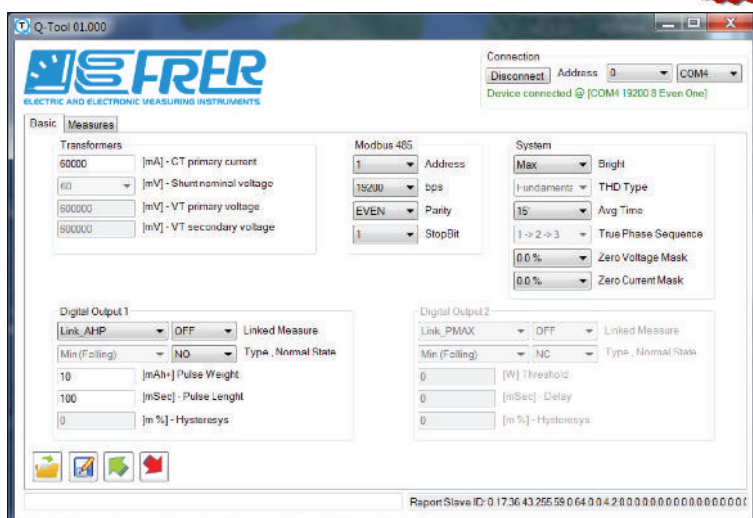 Q-Tool 01.000
FRER
ELECTRIC AND ELECTRONIC MEASURING INSTRUMENTS
Connection
Disconnect Address 0 COM4
Device connected @ [COM4 19200 8 Even One]
Basic Measures
Transformers
60000 [mA] - CT primary current
60 [mV] - Shunt nominal voltage
600000 [mV] - VT primary voltage
600000 [mV] - VT secondary voltage
Modbus 485
1 Address
19200 bps
EVEN Parity
1 StopBit
System
Max Bright
Fundamenta THD Type
15' Avg Time
1 -> 2 -> 3 True Phase Sequence
0.0 % Zero Voltage Mask
0.0 % Zero Current Mask
Digital Output 1
Link_AHP OFF Linked Measure
Min (Falling) NO Type , Normal State
10 [mAh+] Pulse Weight
100 [mSec] - Pulse Lenght
0 [m %] - Hysteresys
Digital Output 2
Link_PMAX OFF Linked Measure
Min (Falling) NC Type , Normal State
0 [W] Threshold
0 [mSec] - Delay
0 [m %] - Hysteresys
Report Slave ID: 0.17.36.43.255.59.0.64.0.0.4.2.0.0.0.0.0.0.0.0.0.0.0.0.0.0.0